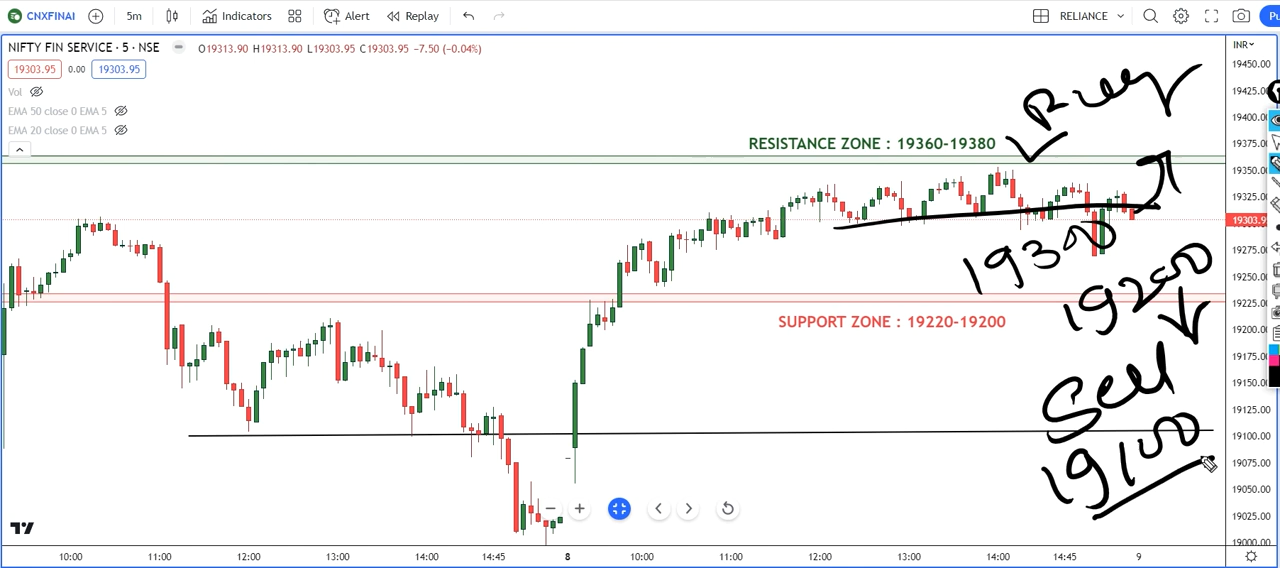 CNXFINAI 5m Indicators Alert Replay RELIANCE Pu
NIFTY FIN SERVICE · 5 · NSE O19313.90 H19313.90 L19303.95 C19303.95 −7.50 (−0.04%)
19303.95 0.00 19303.95
Vol
EMA 50 close 0 EMA 5
EMA 20 close 0 EMA 5
INR
19450.00
19425.00
19400.00
19375.00
19350.00
19325.00
19303.95
19275.00
19250.00
19225.00
19200.00
19175.00
19150.00
19125.00
19100.00
19075.00
19050.00
19025.00
19000.00
Buy
RESISTANCE ZONE : 19360-19380
19300
19200
SUPPORT ZONE : 19220-19200
Sell
19100
10:00 11:00 12:00 13:00 14:00 14:45 8 10:00 11:00 12:00 13:00 14:00 14:45 9